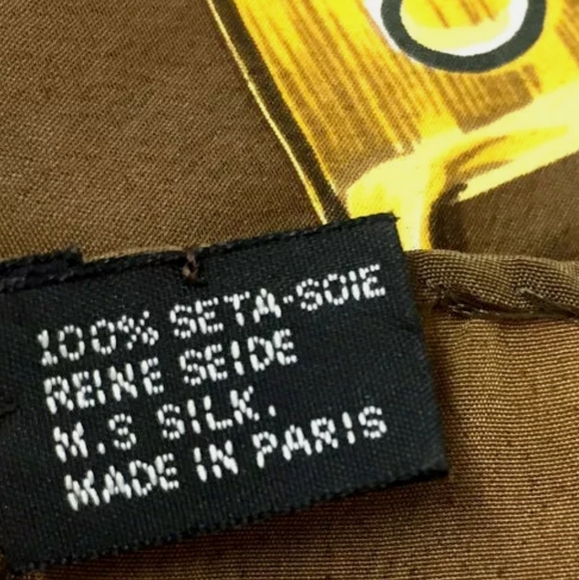 100% SETA-SOIE
REINE SEIDE
M.S SILK.
MADE IN PARIS